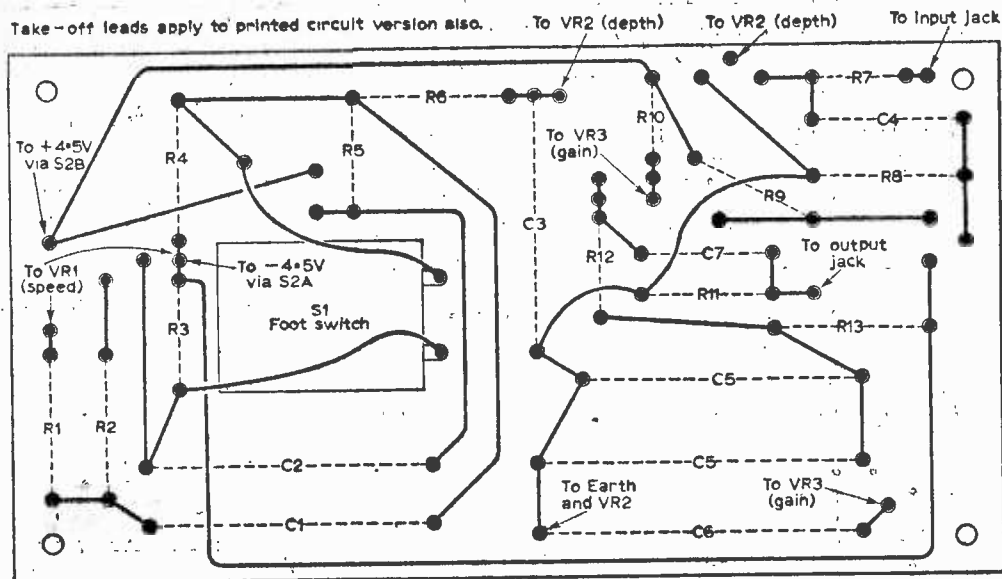 Take-off leads apply to printed circuit version also.
To VR2 (depth)
To VR2 (depth)
To input jack
R6
R7
R10
C4
To +4·5V
via S2B
R4
R5
To VR3
(gain)
R8
R9
C3
To VR1
(speed)
To -4·5V
via S2A
R12
C7
To output
jack
R11
S1
Foot switch
R3
R13
C5
R1
R2
C2
C5
To Earth
and VR2
To VR3
(gain)
C1
C6